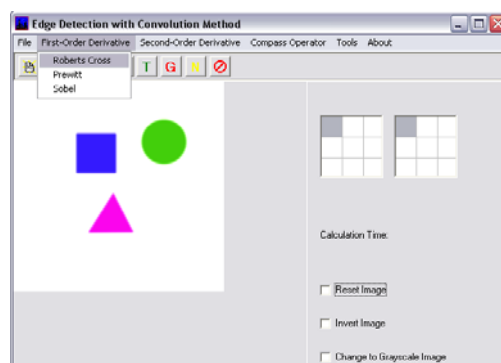 Edge Detection with Convolution Method
File First-Order Derivative Second-Order Derivative Compass Operator Tools About
Roberts Cross
Prewitt
Sobel
T G N
Calculation Time:
Reset Image
Invert Image
Change to Grayscale Image